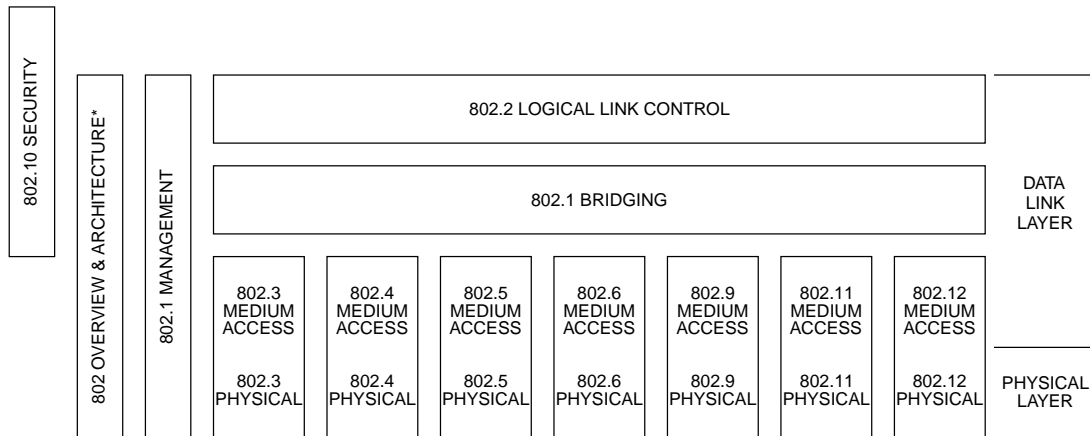 802.10 SECURITY
802 OVERVIEW & ARCHITECTURE*
802.1 MANAGEMENT
802.2 LOGICAL LINK CONTROL
802.1 BRIDGING
DATA
LINK
LAYER
802.3
MEDIUM
ACCESS
802.3
PHYSICAL
802.4
MEDIUM
ACCESS
802.4
PHYSICAL
802.5
MEDIUM
ACCESS
802.5
PHYSICAL
802.6
MEDIUM
ACCESS
802.6
PHYSICAL
802.9
MEDIUM
ACCESS
802.9
PHYSICAL
802.11
MEDIUM
ACCESS
802.11
PHYSICAL
802.12
MEDIUM
ACCESS
802.12
PHYSICAL
PHYSICAL
LAYER